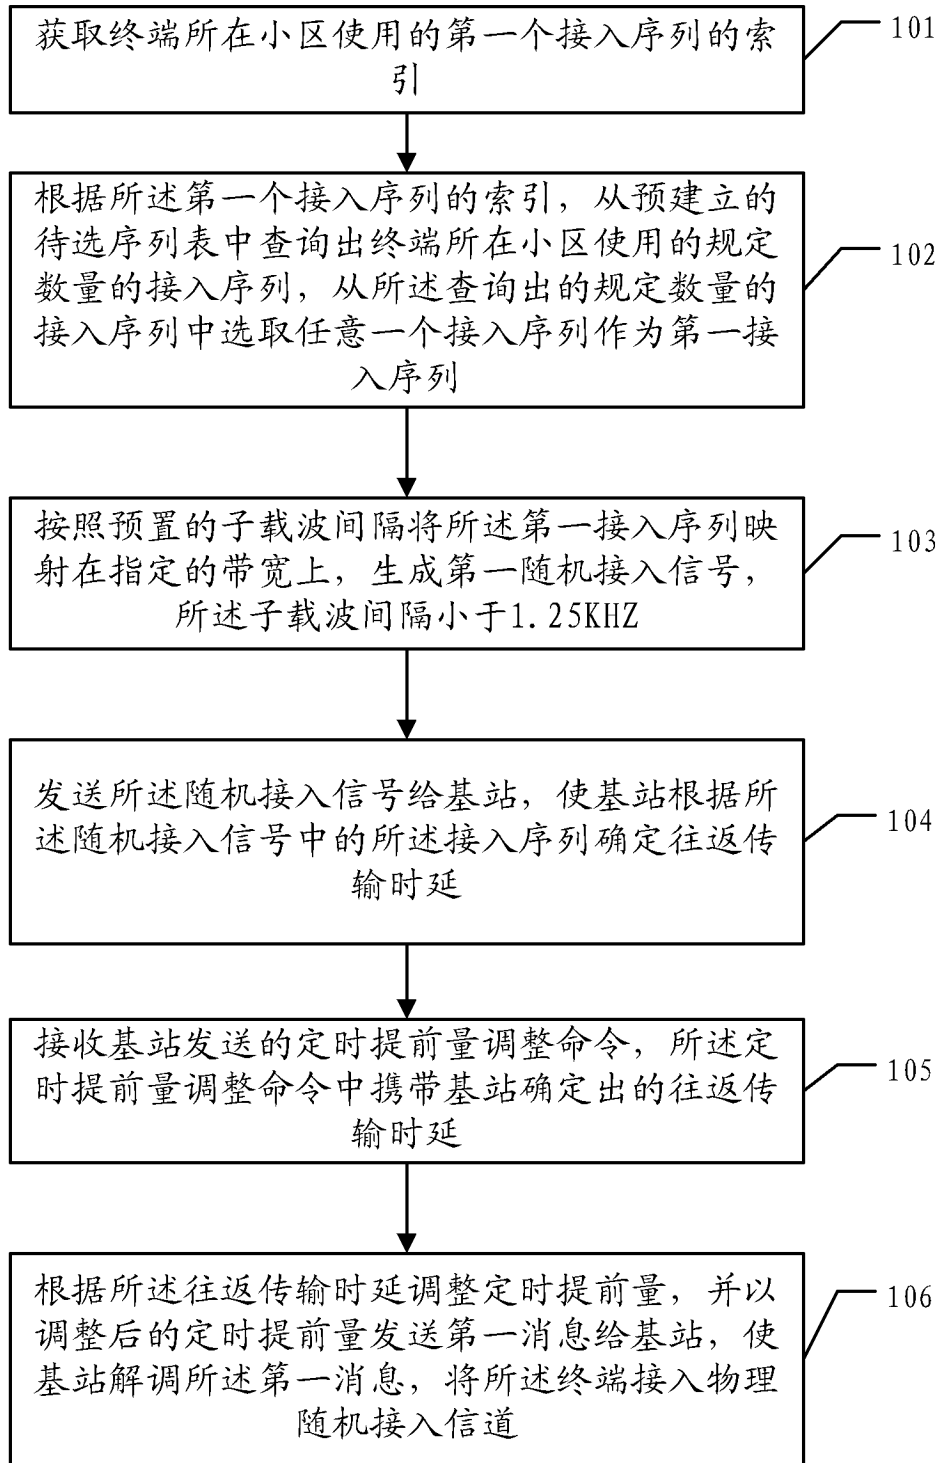 获取终端所在小区使用的第一个接入序列的索
引
101
根据所述第一个接入序列的索引，从预建立的
待选序列表中查询出终端所在小区使用的规定
数量的接入序列，从所述查询出的规定数量的
接入序列中选取任意一个接入序列作为第一接
入序列
102
按照预置的子载波间隔将所述第一接入序列映
射在指定的带宽上，生成第一随机接入信号，
所述子载波间隔小于1.25KHZ
103
发送所述随机接入信号给基站，使基站根据所
述随机接入信号中的所述接入序列确定往返传
输时延
104
接收基站发送的定时提前量调整命令，所述定
时提前量调整命令中携带基站确定出的往返传
输时延
105
根据所述往返传输时延调整定时提前量，并以
调整后的定时提前量发送第一消息给基站，使
基站解调所述第一消息，将所述终端接入物理
随机接入信道
106